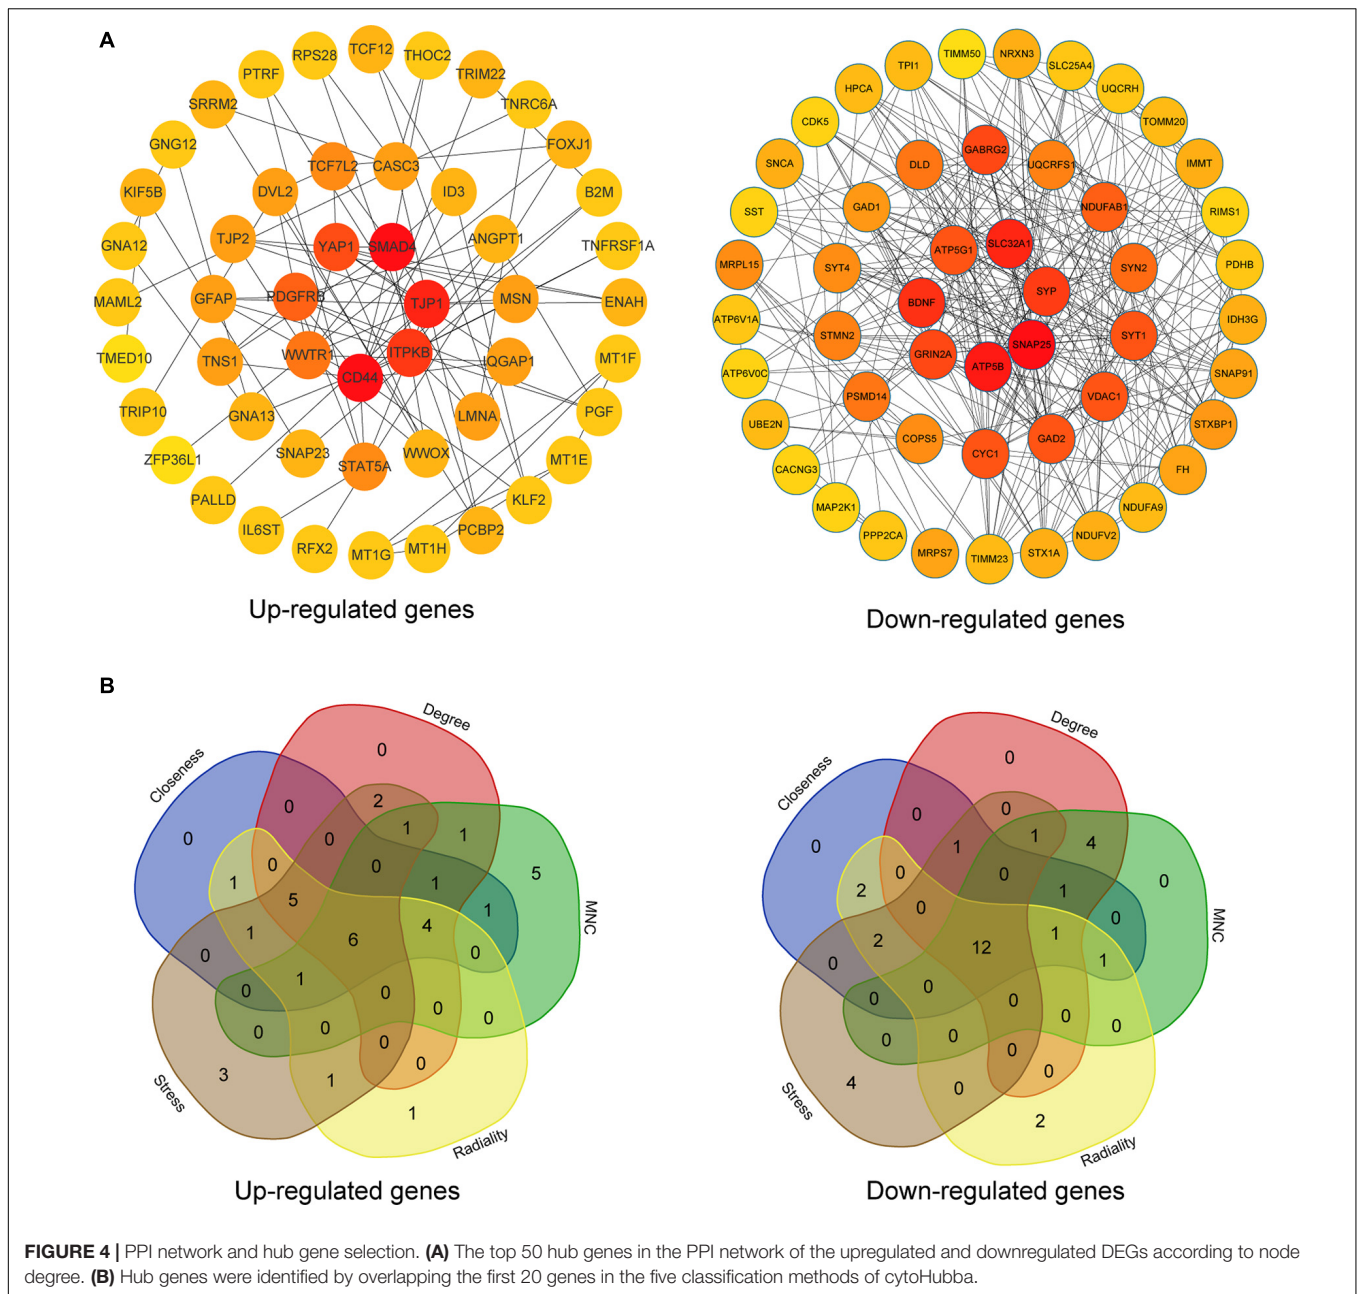 A
RPS28
TCF12
THOC2
PTRF
TRIM22
SRRM2
TNRC6A
GNG12
FOXJ1
TCF7L2
CASC3
KIF5B
DVL2
ID3
B2M
GNA12
TJP2
YAP1
SMAD4
ANGPT1
TNFRSF1A
MAML2
GFAP
PDGFRB
TJP1
MSN
ENAH
TMED10
TNS1
WWTR1
ITPKB
IQGAP1
MT1F
CD44
TRIP10
GNA13
LMNA
PGF
ZFP36L1
SNAP23
STAT5A
WWOX
MT1E
PALLD
KLF2
IL6ST
PCBP2
RFX2
MT1G
MT1H
Up-regulated genes
TIMM50
NRXN3
TPI1
SLC25A4
HPCA
UQCRH
CDK5
TOMM20
SNCA
DLD
GABRG2
UQCRFS1
IMMT
SST
GAD1
NDUFAB1
RIMS1
MRPL15
SYT4
ATP5G1
SLC32A1
SYN2
PDHB
ATP6V1A
STMN2
BDNF
SYP
SYT1
IDH3G
ATP6V0C
GRIN2A
ATP5B
SNAP25
SNAP91
UBE2N
PSMD14
VDAC1
STXBP1
CACNG3
COPS5
CYC1
GAD2
FH
MAP2K1
NDUFA9
PPP2CA
MRPS7
TIMM23
STX1A
NDUFV2
Down-regulated genes
B
Degree
Closeness
MNC
Stress
Radiality
0
2
0
0
1
1
0
0
0
5
1
1
5
1
6
4
1
0
0
1
0
0
0
0
0
0
0
3
1
0
1
Up-regulated genes
Degree
Closeness
MNC
Stress
Radiality
0
0
0
1
4
0
1
0
0
0
2
1
0
0
2
12
1
0
0
1
0
0
0
0
0
0
0
4
0
0
2
Down-regulated genes
FIGURE 4 | PPI network and hub gene selection. (A) The top 50 hub genes in the PPI network of the upregulated and downregulated DEGs according to node
degree. (B) Hub genes were identified by overlapping the first 20 genes in the five classification methods of cytoHubba.